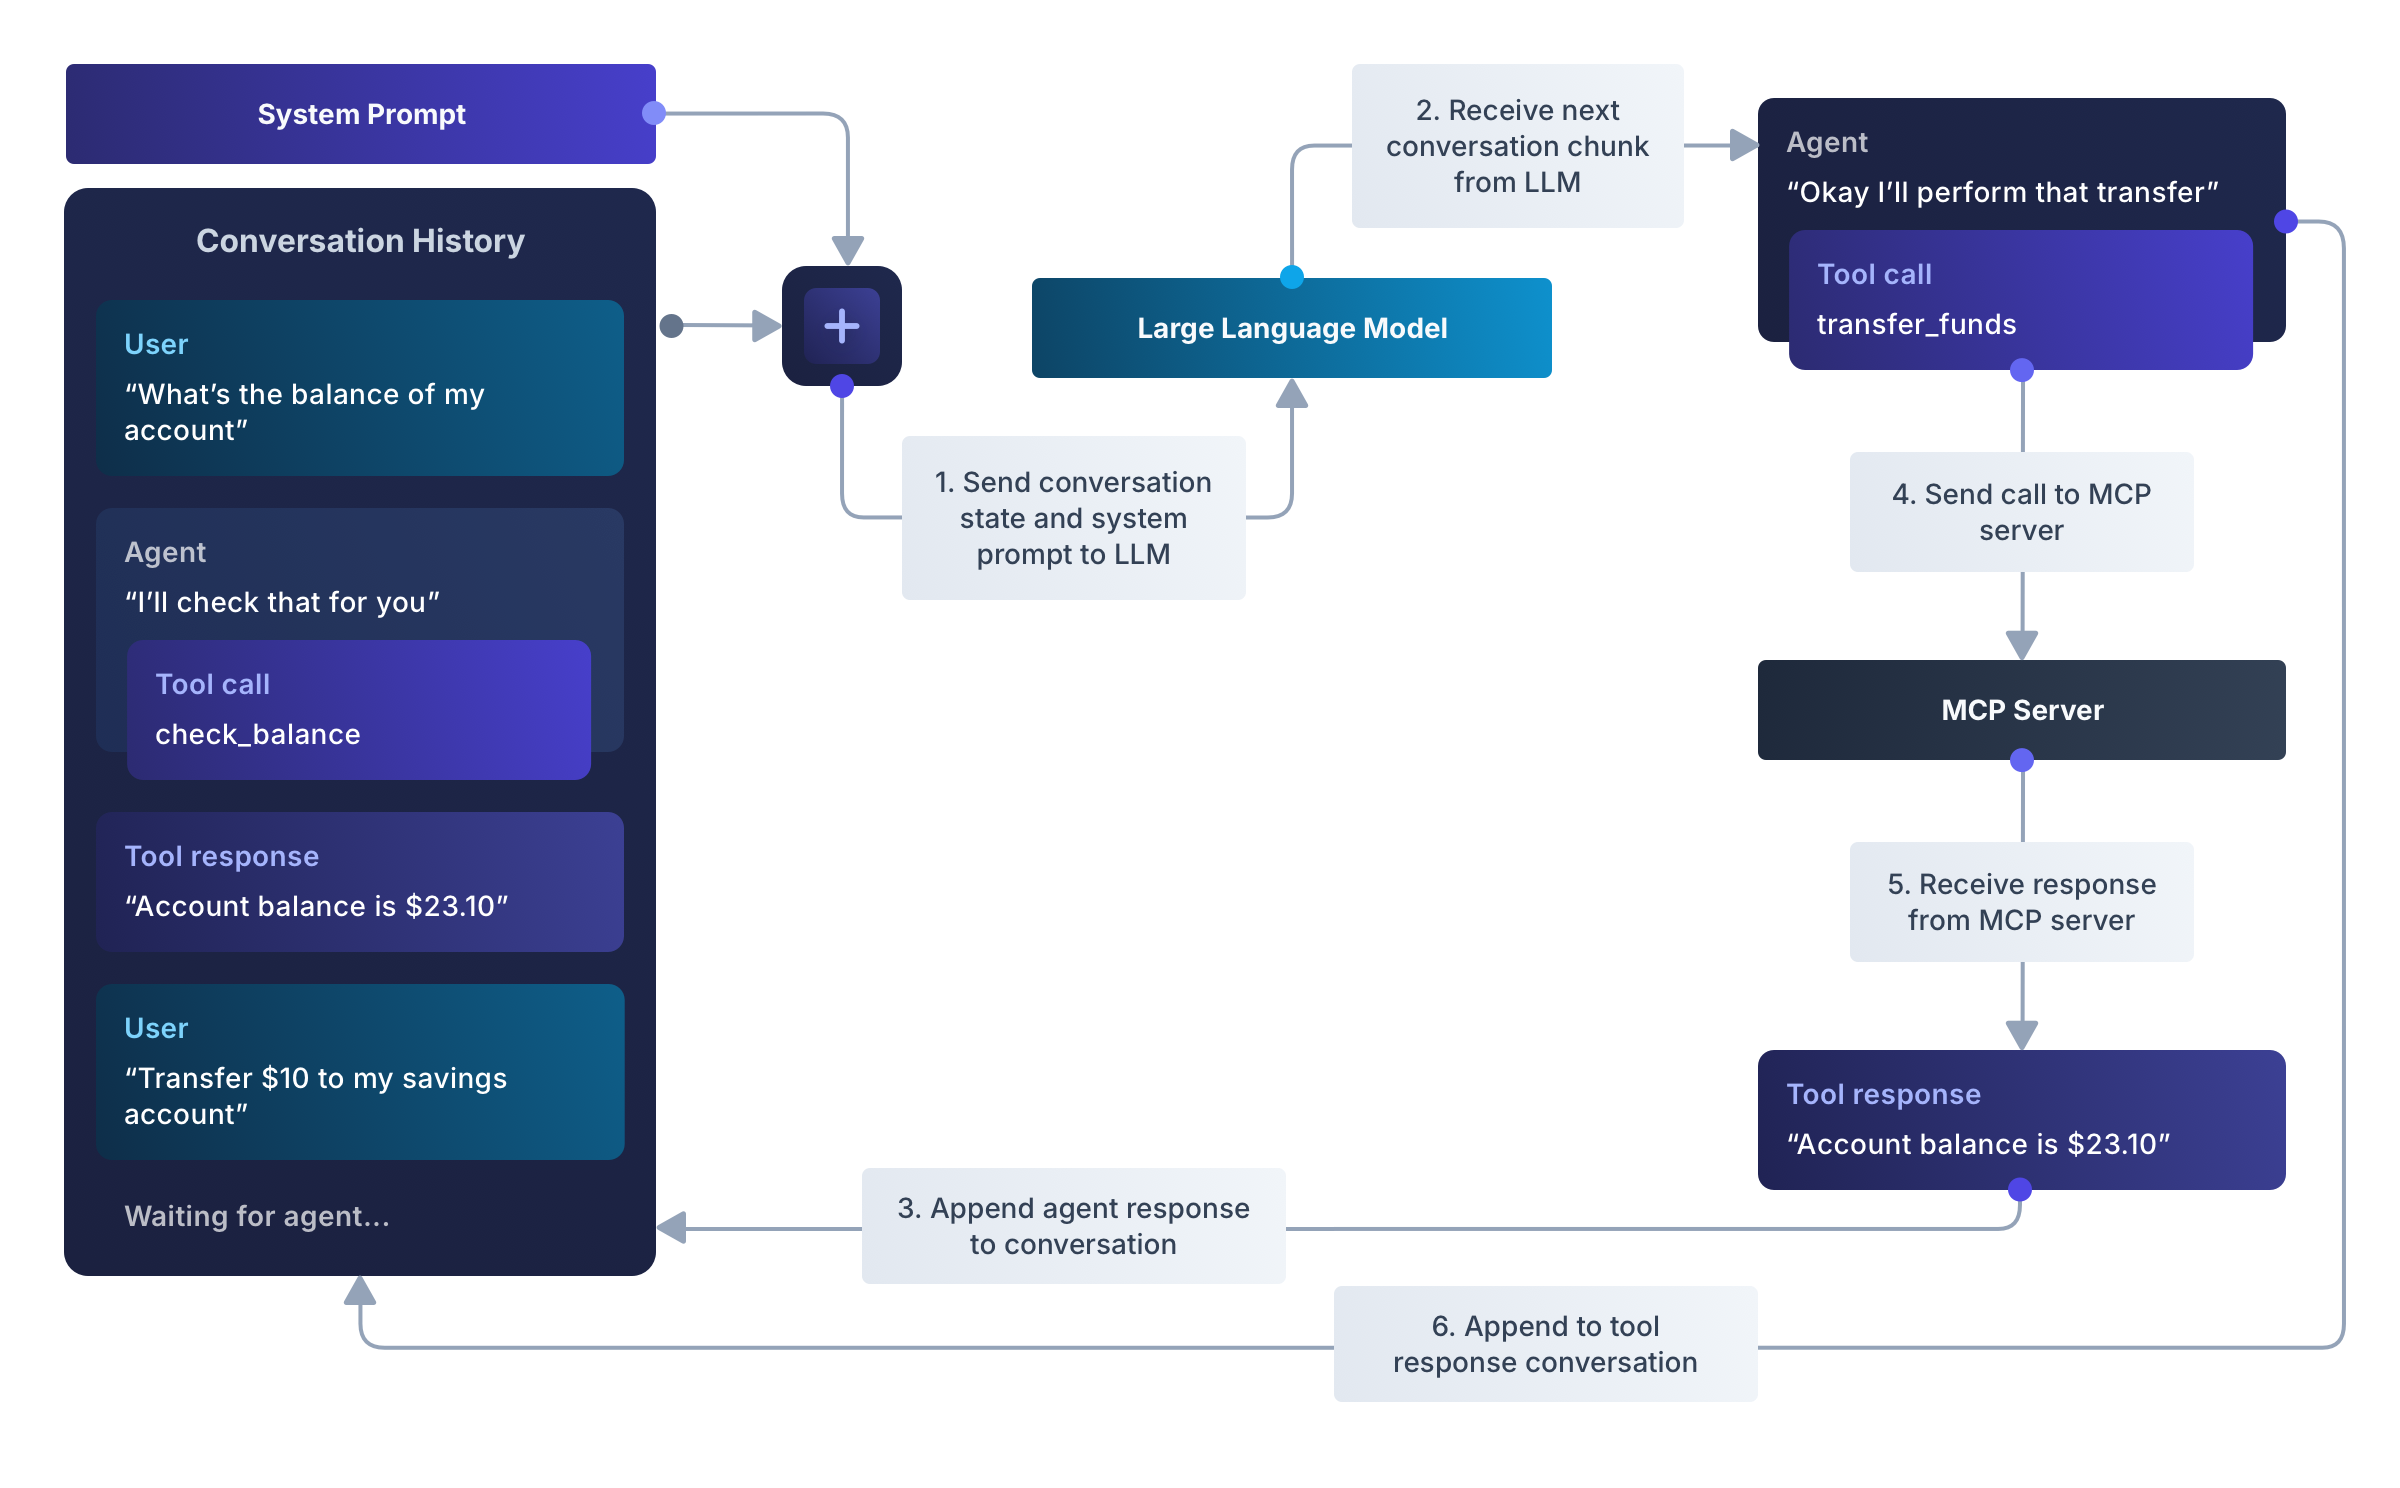 System Prompt
Conversation History
User
“What’s the balance of my
account”
Agent
“I’ll check that for you”
Tool call
check_balance
Tool response
“Account balance is $23.10”
User
“Transfer $10 to my savings
account”
Waiting for agent...
1. Send conversation
state and system
prompt to LLM
Large Language Model
2. Receive next
conversation chunk
from LLM
Agent
“Okay I’ll perform that transfer”
Tool call
transfer_funds
4. Send call to MCP
server
MCP Server
5. Receive response
from MCP server
Tool response
“Account balance is $23.10”
3. Append agent response
to conversation
6. Append to tool
response conversation